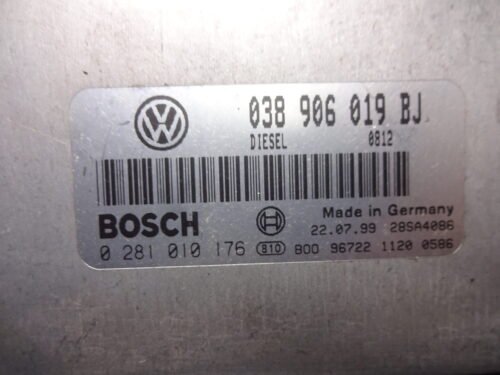 038 906 019 BJ
DIESEL 0812
BOSCH
Made in Germany
22.07.99 28SA4086
0 281 010 176 810 B00 96722 1120 0586